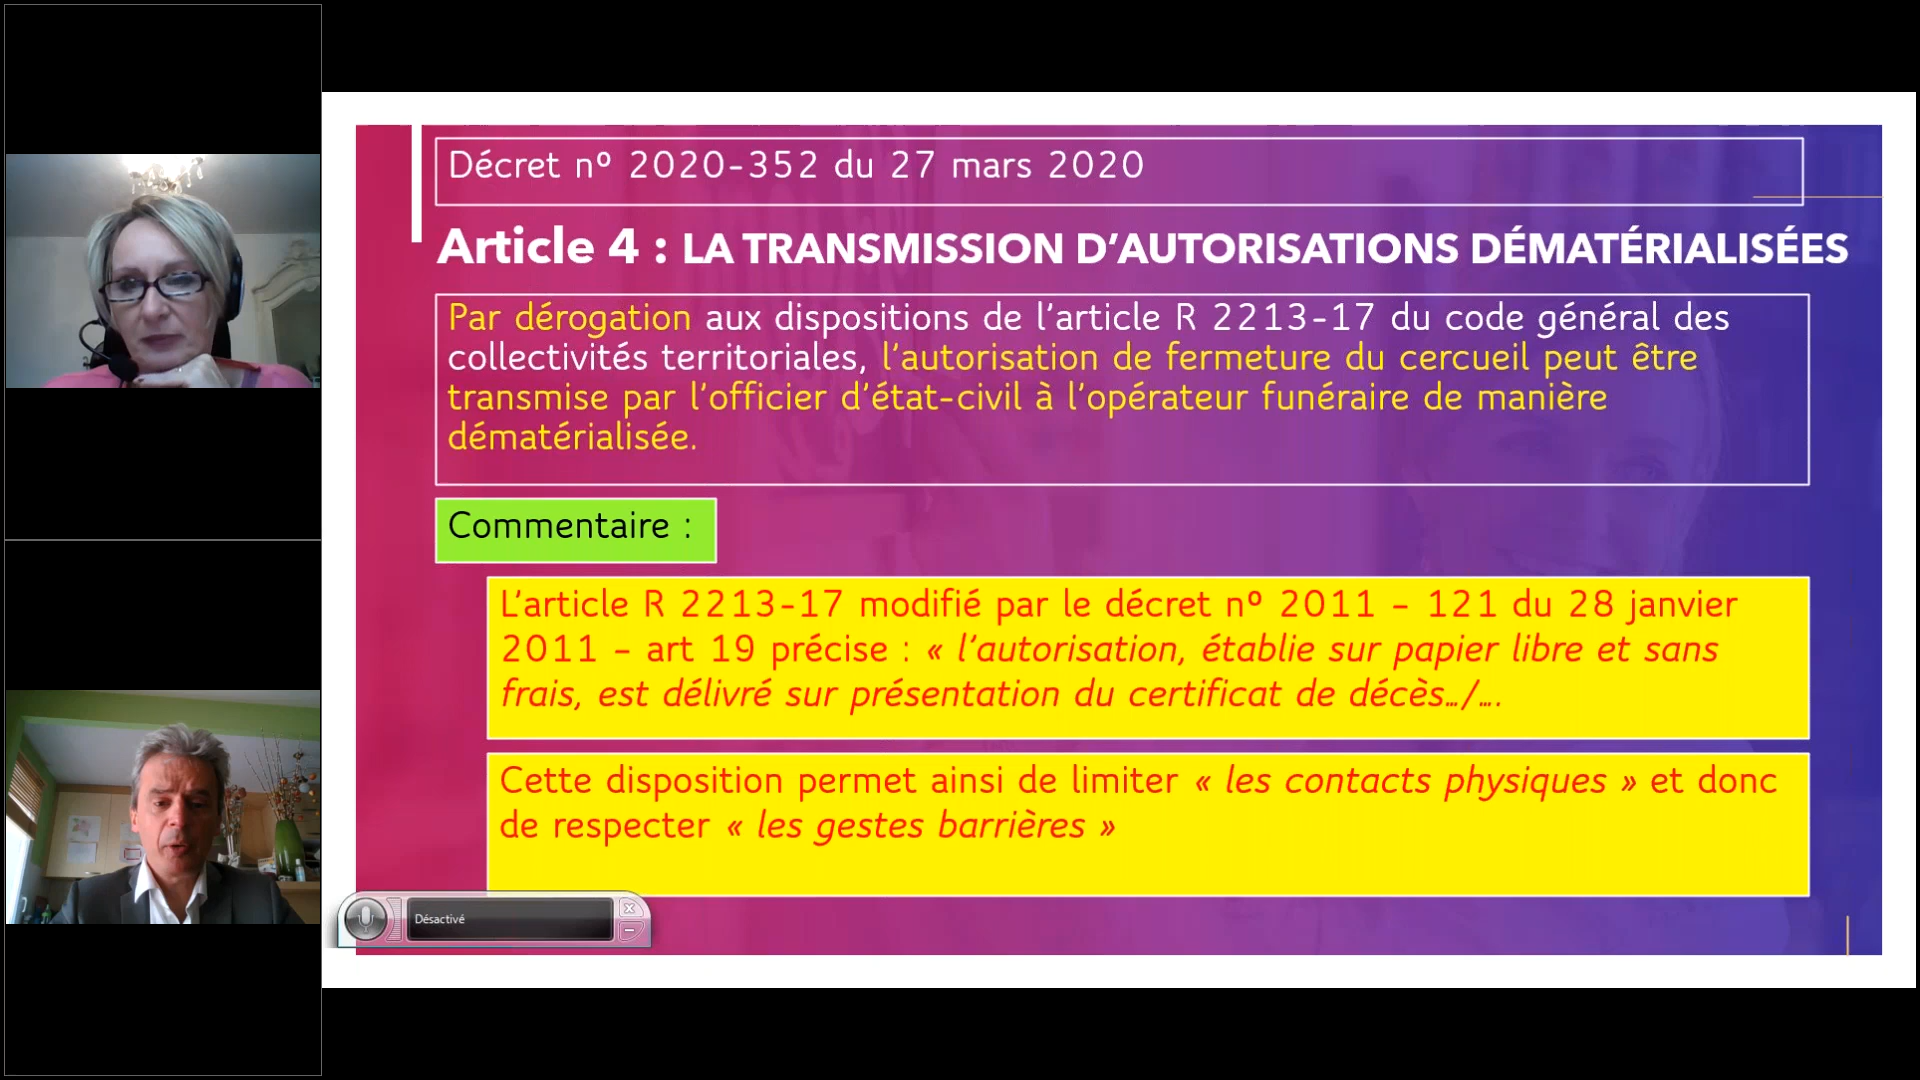 Décret nº 2020-352 du 27 mars 2020
Article 4 : LA TRANSMISSION D’AUTORISATIONS DÉMATÉRIALISÉES
Par dérogation aux dispositions de l’article R 2213-17 du code général des
collectivités territoriales, l’autorisation de fermeture du cercueil peut être
transmise par l’officier d’état-civil à l’opérateur funéraire de manière
dématérialisée.
Commentaire :
L’article R 2213-17 modifié par le décret nº 2011 – 121 du 28 janvier
2011 – art 19 précise : « l’autorisation, établie sur papier libre et sans
frais, est délivré sur présentation du certificat de décès…/….
Cette disposition permet ainsi de limiter « les contacts physiques » et donc
de respecter « les gestes barrières »
Désactivé